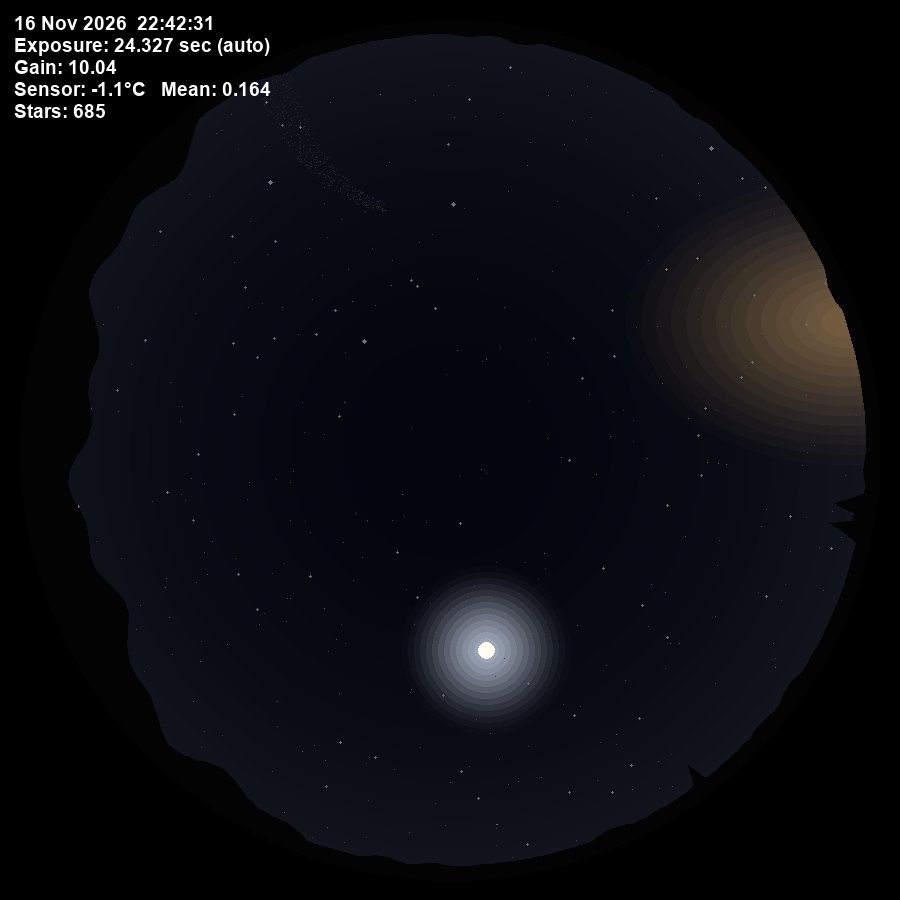 16 Nov 2026  22:42:31
Exposure: 24.327 sec (auto)
Gain: 10.04
Sensor: -1.1°C   Mean: 0.164
Stars: 685